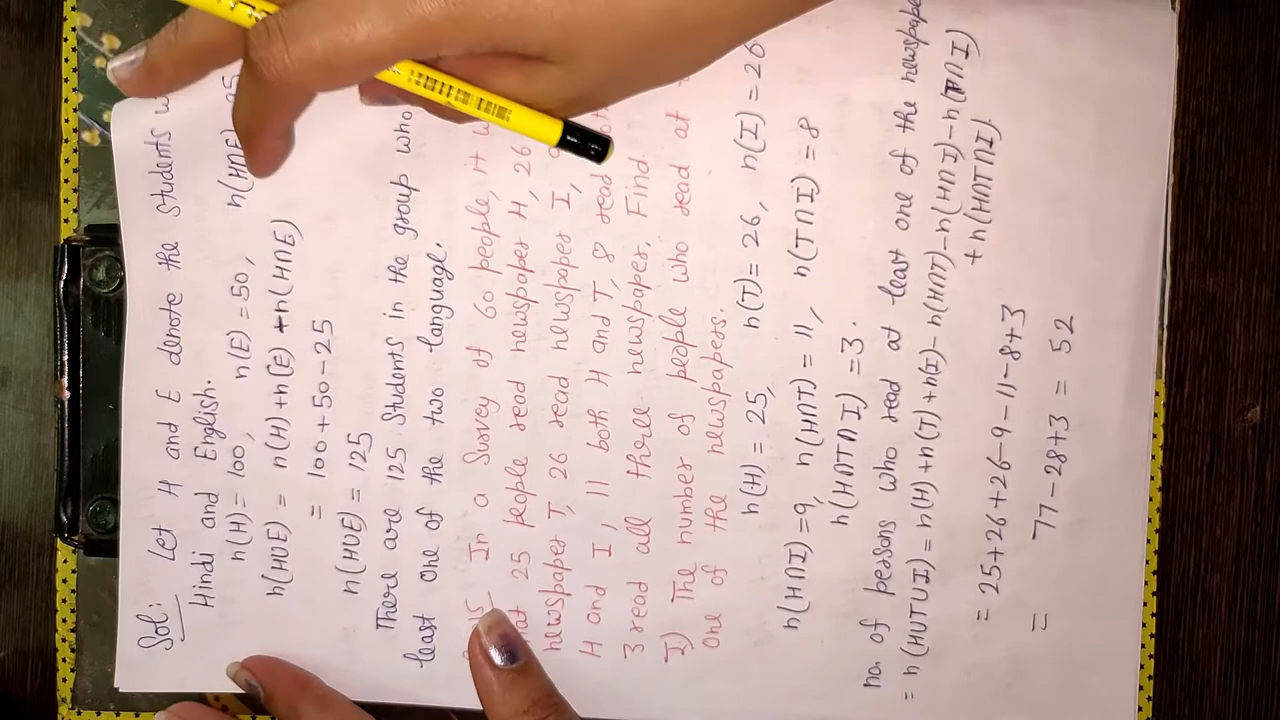 Sol: Let H and E denote the students
Hindi and English.
n(H) = 100, n(E) = 50,
n(HUE) = n(H)+n(E)+n(H∩E)
= 100+50-25
n(HUE) = 125
There are 125 Students in the group who
least one of the two language.
In a Survey of 60 people, it
that 25 people read newspaper H, 26
newspaper T, 26 read newspaper I,
H and I, 11 both H and T, 8 read
3 read all three newspaper. Find.
I) The number of people who read at
one of the newspapers.
n(H) = 25, n(T) = 26, n(I) = 26
n(H∩I) = 9, n(H∩T) = 11, n(T∩I) = 8
n(H∩T∩I) = 3.
no. of persons who read at least one of the
= n(HUTUI) = n(H)+n(T)+n(I)-n(H∩T)-n(H∩I)-n(T∩I)
+ n(H∩T∩I).
= 25+26+26-9-11-8+3
= 77-28+3 = 52